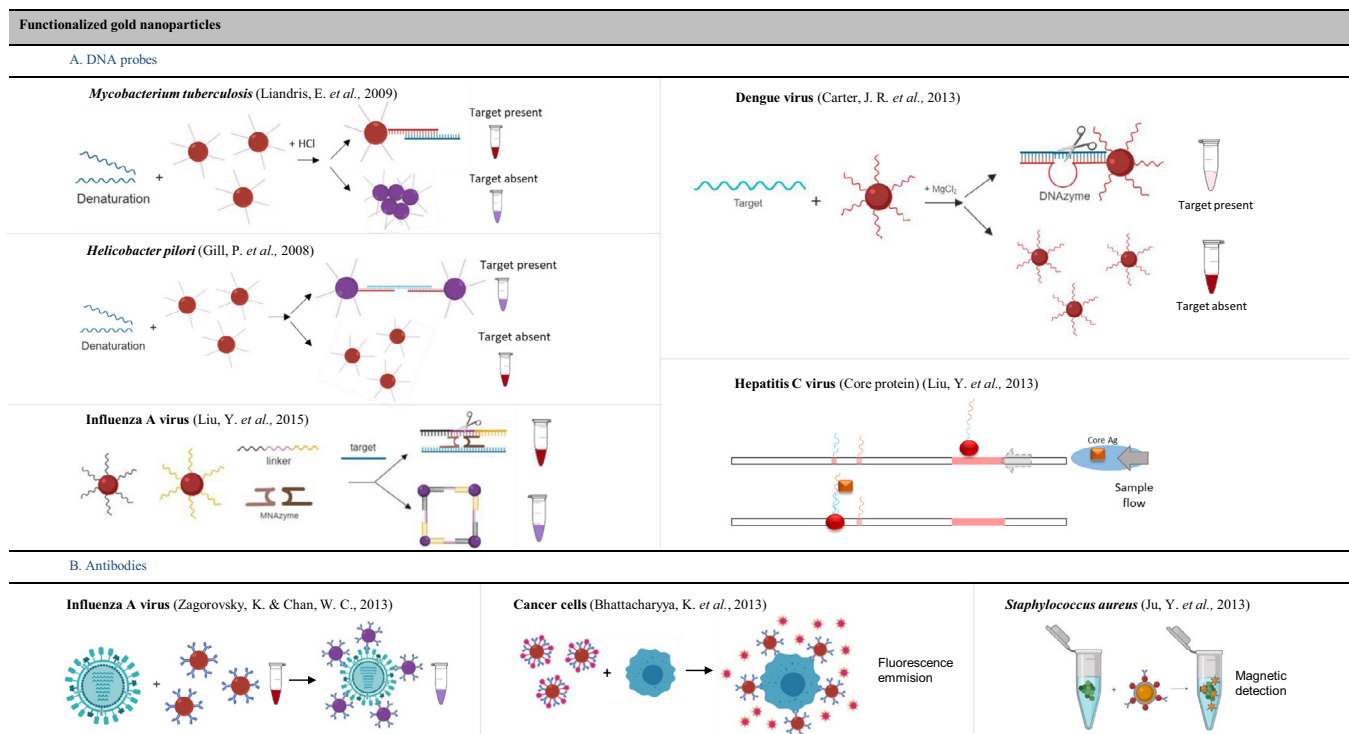 Functionalized gold nanoparticles
A. DNA probes
Mycobacterium tuberculosis (Liandris, E. et al., 2009)
Target present
+ HCl
+
Denaturation
Target absent
Helicobacter pilori (Gill, P. et al., 2008)
Target present
+
Denaturation
Target absent
Influenza A virus (Liu, Y. et al., 2015)
linker
target
MNAzyme
Dengue virus (Carter, J. R. et al., 2013)
Target
+
+ MgCl2
DNAzyme
Target present
Target absent
Hepatitis C virus (Core protein) (Liu, Y. et al., 2013)
Core Ag
Sample
flow
B. Antibodies
Influenza A virus (Zagorovsky, K. & Chan, W. C., 2013)
+
Cancer cells (Bhattacharyya, K. et al., 2013)
+
Fluorescence
emmision
Staphylococcus aureus (Ju, Y. et al., 2013)
+
Magnetic
detection